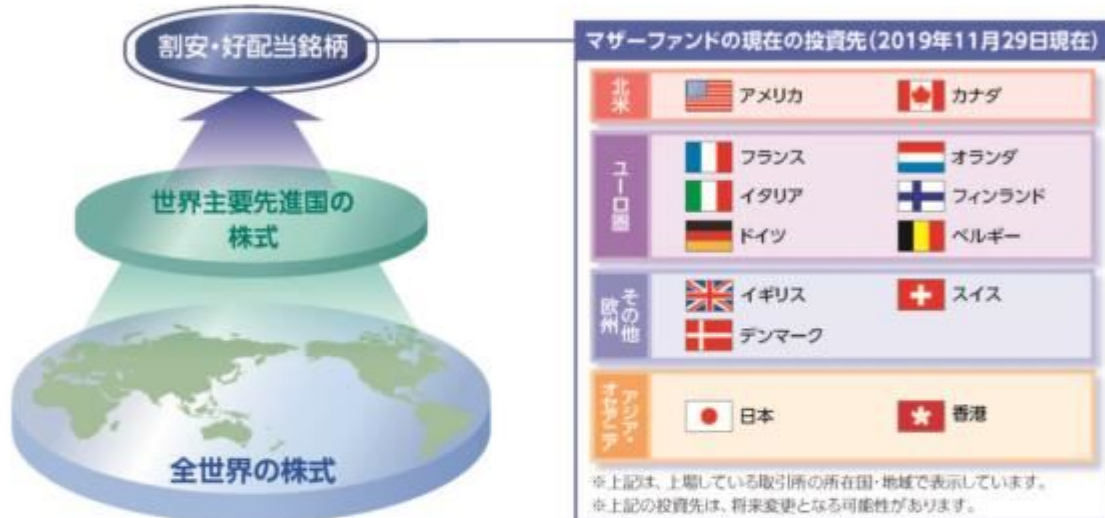 割安・好配当銘柄
世界主要先進国の
株式
全世界の株式
マザーファンドの現在の投資先(2019年11月29日現在)
北米
アメリカ
カナダ
ユーロ圏
フランス
オランダ
イタリア
フィンランド
ドイツ
ベルギー
その他
欧州
イギリス
スイス
デンマーク
アジア・
オセアニア
日本
香港
※上記は、上場している取引所の所在国・地域で表示しています。
※上記の投資先は、将来変更となる可能性があります。